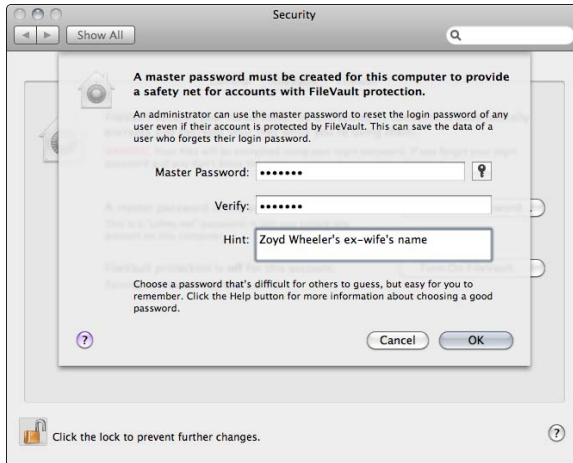 Security
Show All
A master password must be created for this computer to provide
a safety net for accounts with FileVault protection.
An administrator can use the master password to reset the login password of any
user even if their account is protected by FileVault. This can save the data of a
user who forgets their login password.
Master Password: •••••••
Verify: •••••••
Hint: Zoyd Wheeler's ex-wife's name
Choose a password that's difficult for others to guess, but easy for you to
remember. Click the Help button for more information about choosing a good
password.
? Cancel OK
Click the lock to prevent further changes. ?